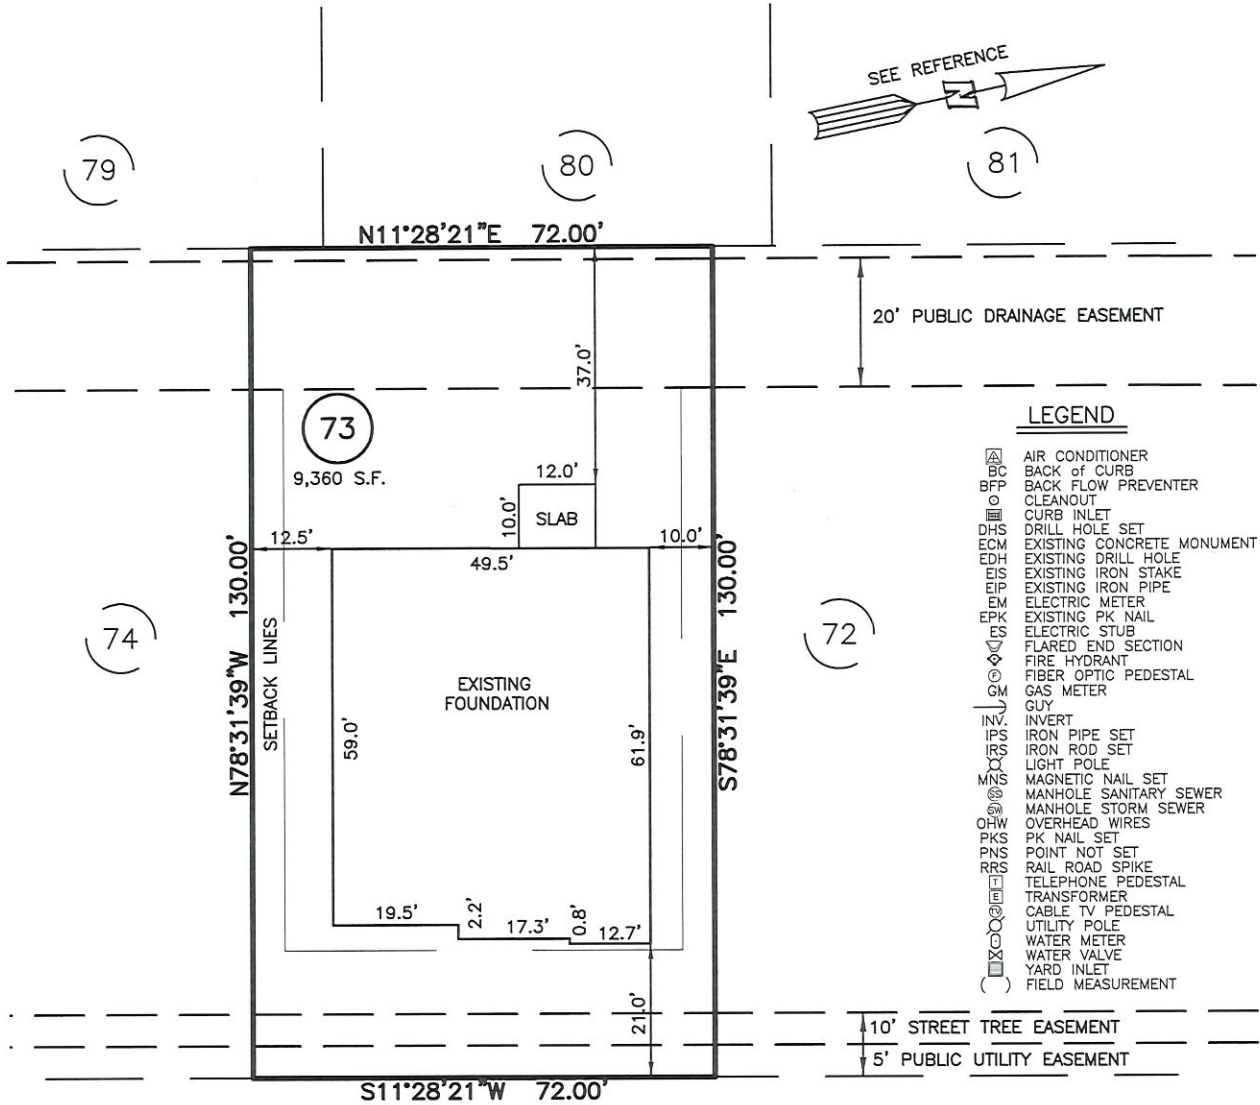 SEE REFERENCE
N
79
80
81
N11°28'21"E 72.00'
20' PUBLIC DRAINAGE EASEMENT
37.0'
73
9,360 S.F.
12.0'
10.0'
SLAB
12.5'
10.0'
49.5'
N78°31'39"W 130.00'
S78°31'39"E 130.00'
74
72
SETBACK LINES
EXISTING
FOUNDATION
59.0'
61.9'
19.5'
2.2'
17.3'
0.8'
12.7'
21.0'
10' STREET TREE EASEMENT
5' PUBLIC UTILITY EASEMENT
S11°28'21"W 72.00'
LEGEND
A AIR CONDITIONER
BC BACK of CURB
BFP BACK FLOW PREVENTER
CLEANOUT
CURB INLET
DHS DRILL HOLE SET
ECM EXISTING CONCRETE MONUMENT
EDH EXISTING DRILL HOLE
EIS EXISTING IRON STAKE
EIP EXISTING IRON PIPE
EM ELECTRIC METER
EPK EXISTING PK NAIL
ES ELECTRIC STUB
FLARED END SECTION
FIRE HYDRANT
F FIBER OPTIC PEDESTAL
GM GAS METER
GUY
INV. INVERT
IPS IRON PIPE SET
IRS IRON ROD SET
LIGHT POLE
MNS MAGNETIC NAIL SET
SS MANHOLE SANITARY SEWER
SW MANHOLE STORM SEWER
OHW OVERHEAD WIRES
PKS PK NAIL SET
PNS POINT NOT SET
RRS RAIL ROAD SPIKE
T TELEPHONE PEDESTAL
E TRANSFORMER
TV CABLE TV PEDESTAL
UTILITY POLE
WATER METER
WATER VALVE
YARD INLET
( ) FIELD MEASUREMENT